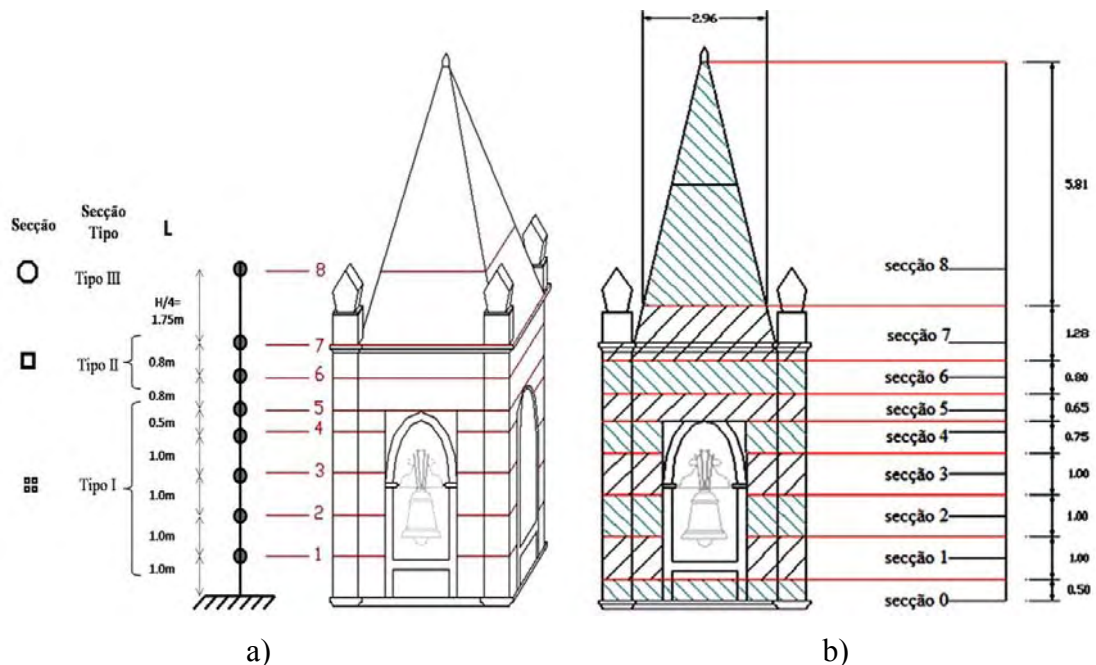 2.96
Secção Secção Tipo L
Tipo III
H/4= 1.75m
Tipo II
0.8m
0.8m
0.5m
Tipo I
1.0m
1.0m
1.0m
1.0m
8
7
6
5
4
3
2
1
secção 8
secção 7
secção 6
secção 5
secção 4
secção 3
secção 2
secção 1
secção 0
5.81
1.28
0.80
0.65
0.75
1.00
1.00
1.00
0.50
a) b)